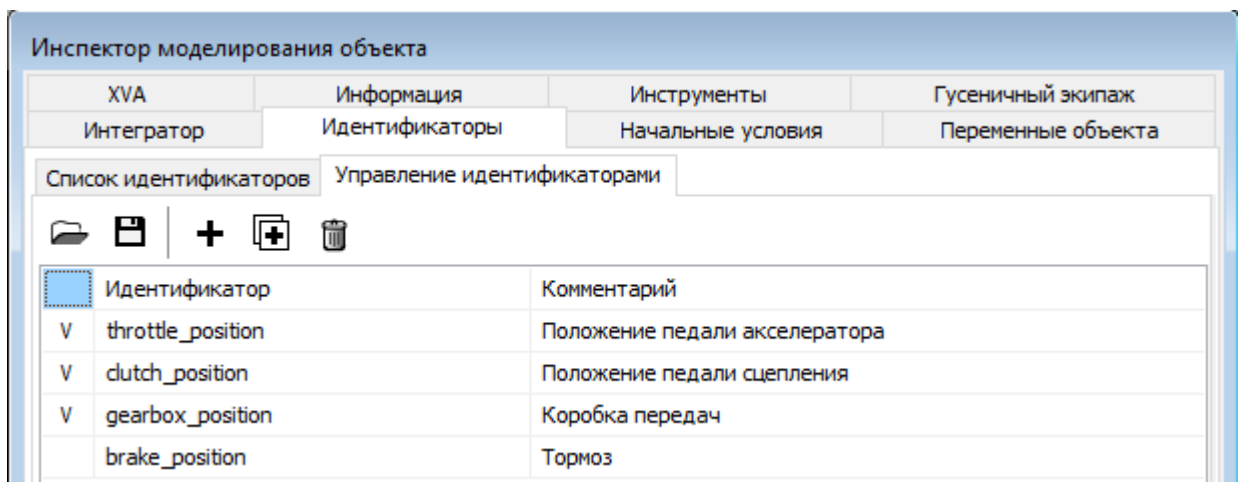 Инспектор моделирования объекта
XVA Информация Инструменты Гусеничный экипаж
Интегратор Идентификаторы Начальные условия Переменные объекта
Список идентификаторов Управление идентификаторами
Идентификатор Комментарий
V throttle_position Положение педали акселератора
V clutch_position Положение педали сцепления
V gearbox_position Коробка передач
brake_position Тормоз